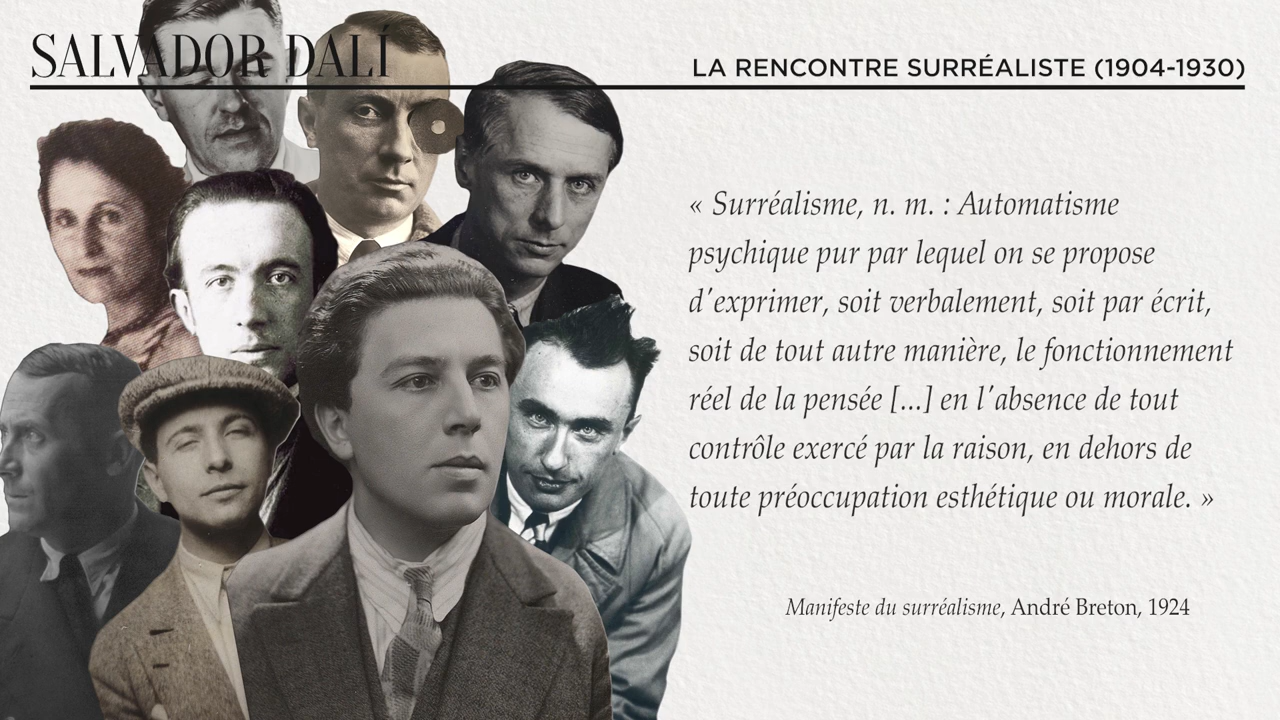 SALVADOR DALÍ
LA RENCONTRE SURRÉALISTE (1904-1930)
« Surréalisme, n. m. : Automatisme
psychique pur par lequel on se propose
d'exprimer, soit verbalement, soit par écrit,
soit de tout autre manière, le fonctionnement
réel de la pensée [...] en l'absence de tout
contrôle exercé par la raison, en dehors de
toute préoccupation esthétique ou morale. »
Manifeste du surréalisme, André Breton, 1924